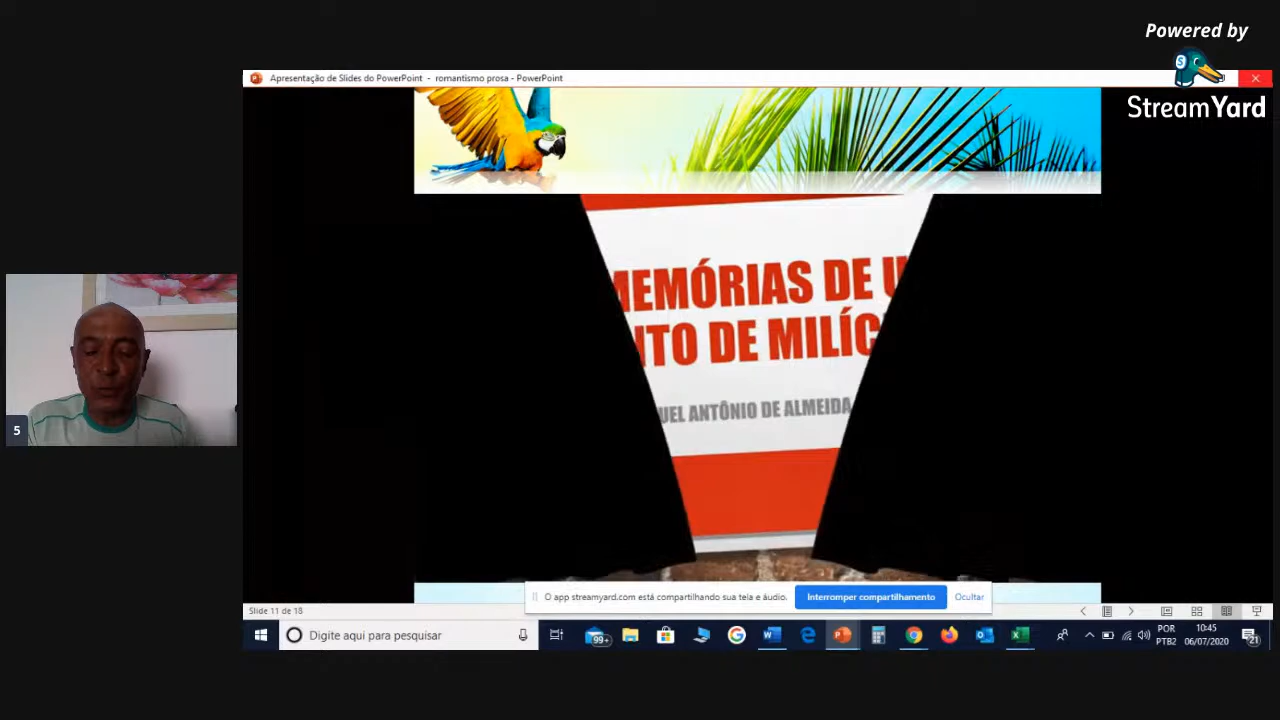 Powered by
StreamYard
Apresentação de Slides do PowerPoint - romantismo prosa - PowerPoint
MEMÓRIAS DE U
NTO DE MILÍC
UEL ANTÔNIO DE ALMEIDA
5
O app streamyard.com está compartilhando sua tela e áudio.
Interromper compartilhamento
Ocultar
Slide 11 de 18
Digite aqui para pesquisar
99+
POR
PTB2
10:45
06/07/2020
21